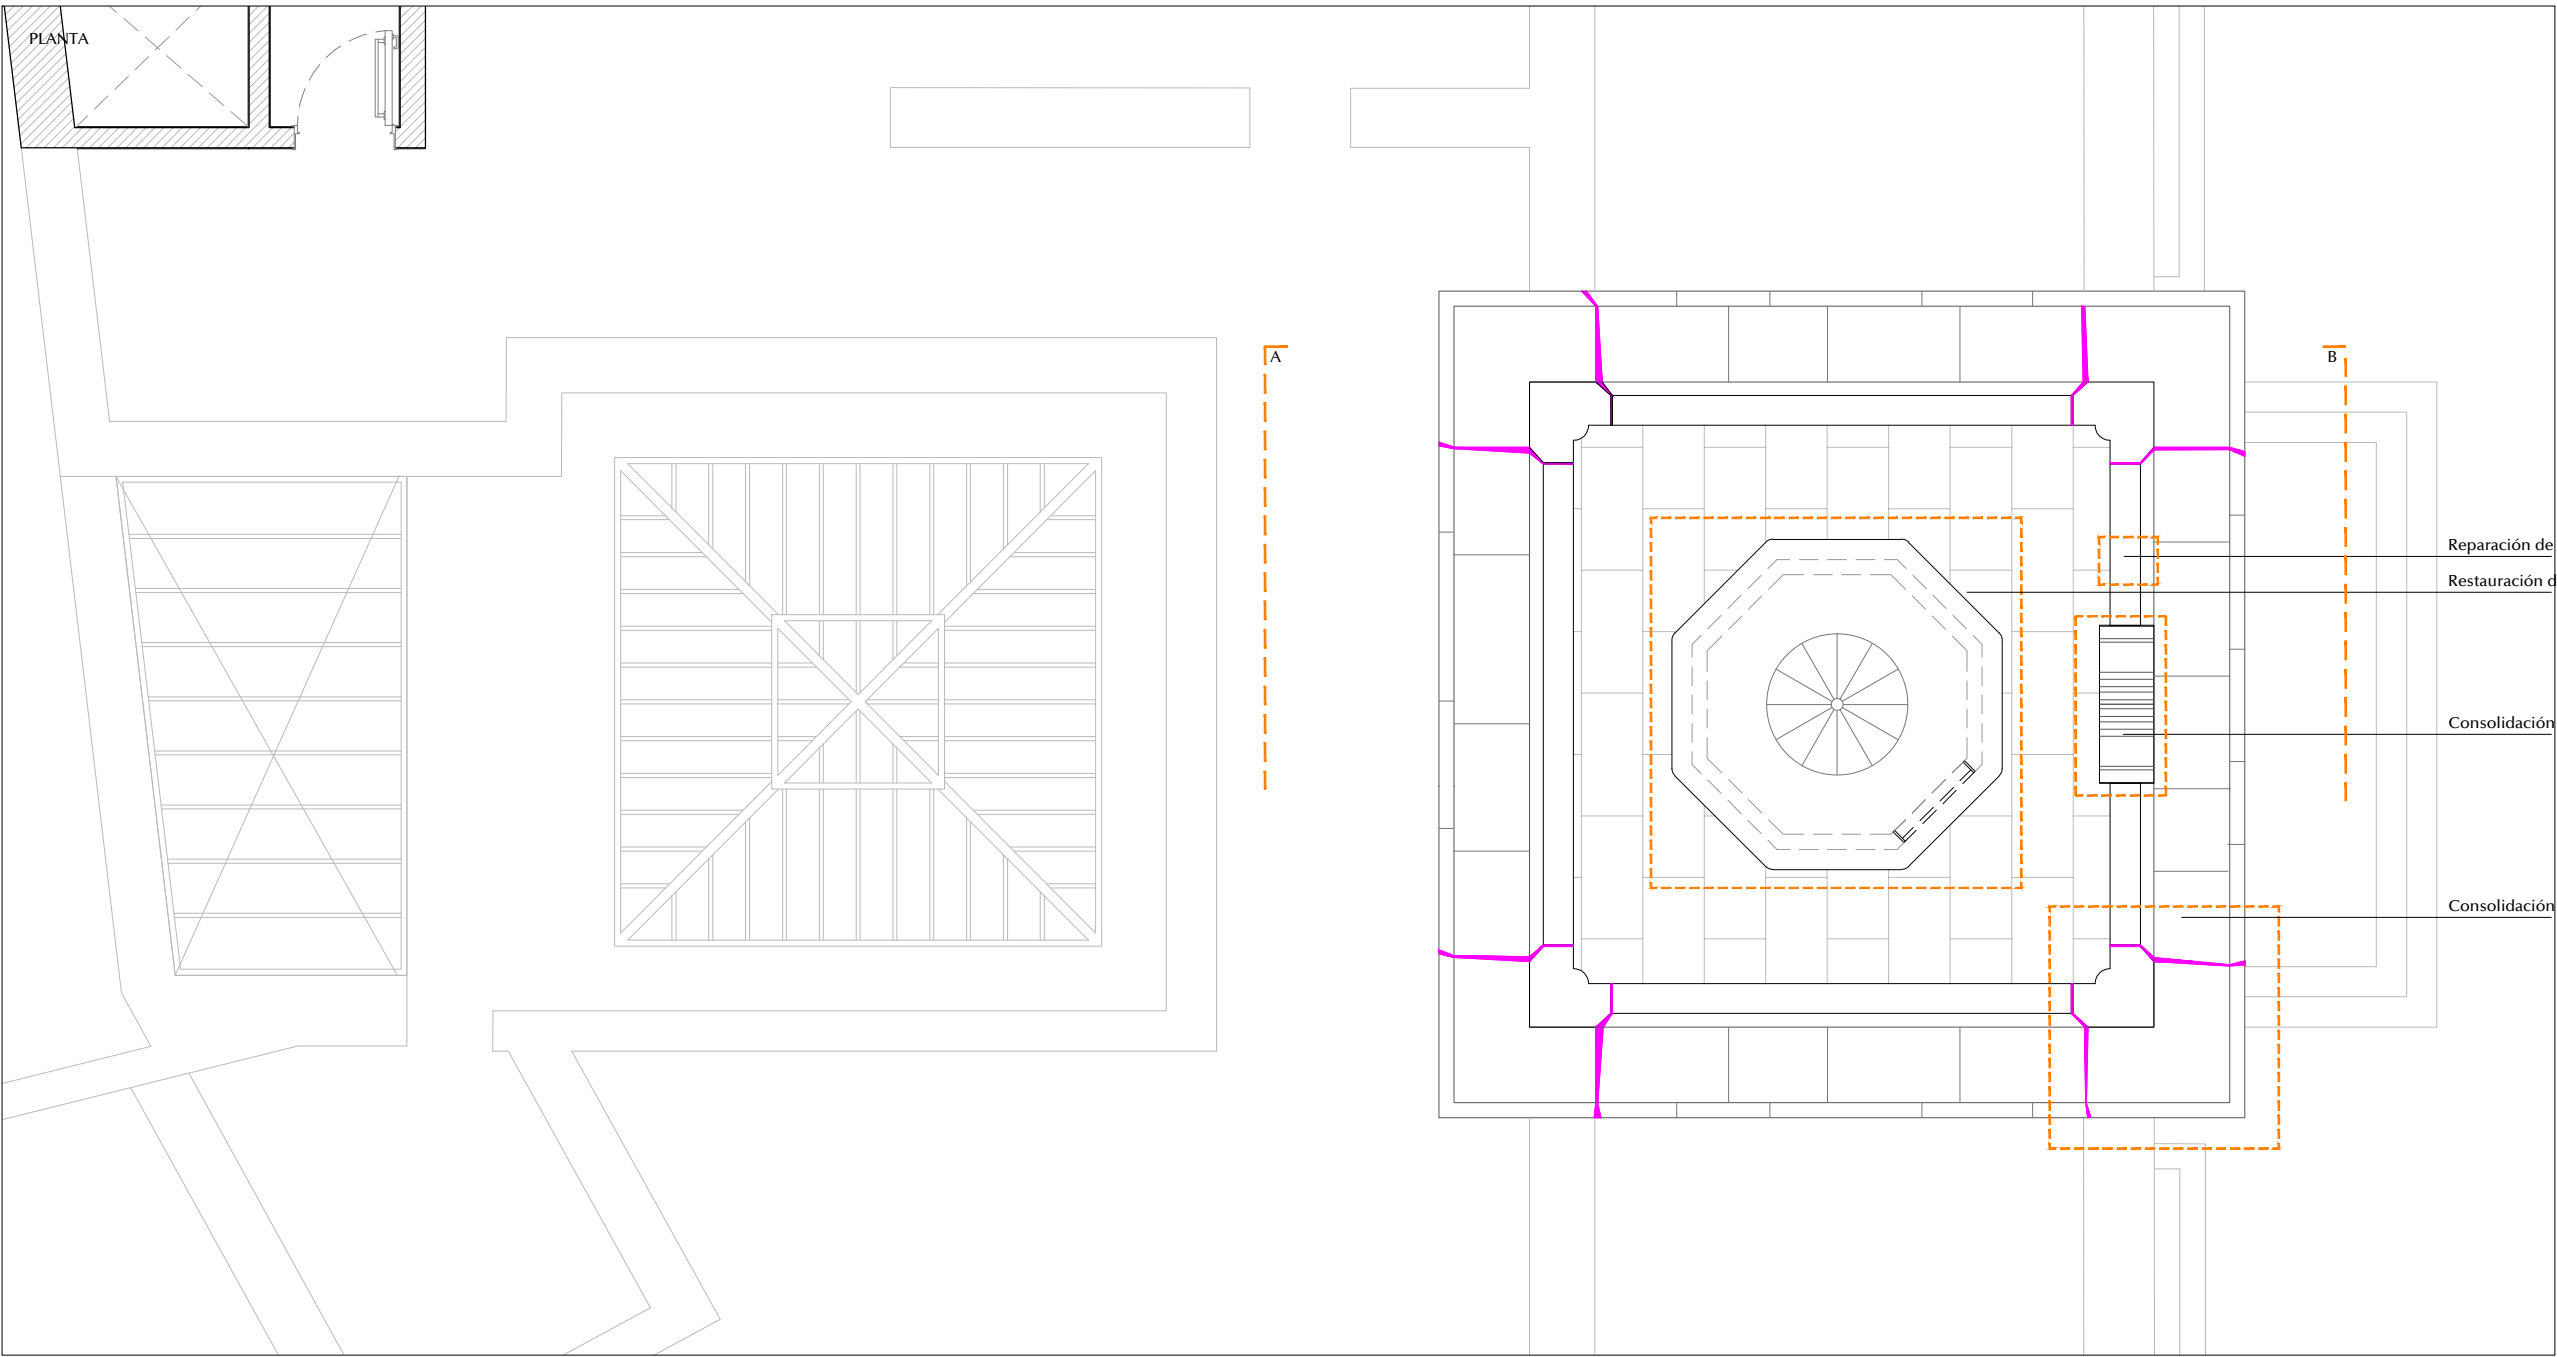 PLANTA
A
B
Reparación de
Restauración d
Consolidación
Consolidación